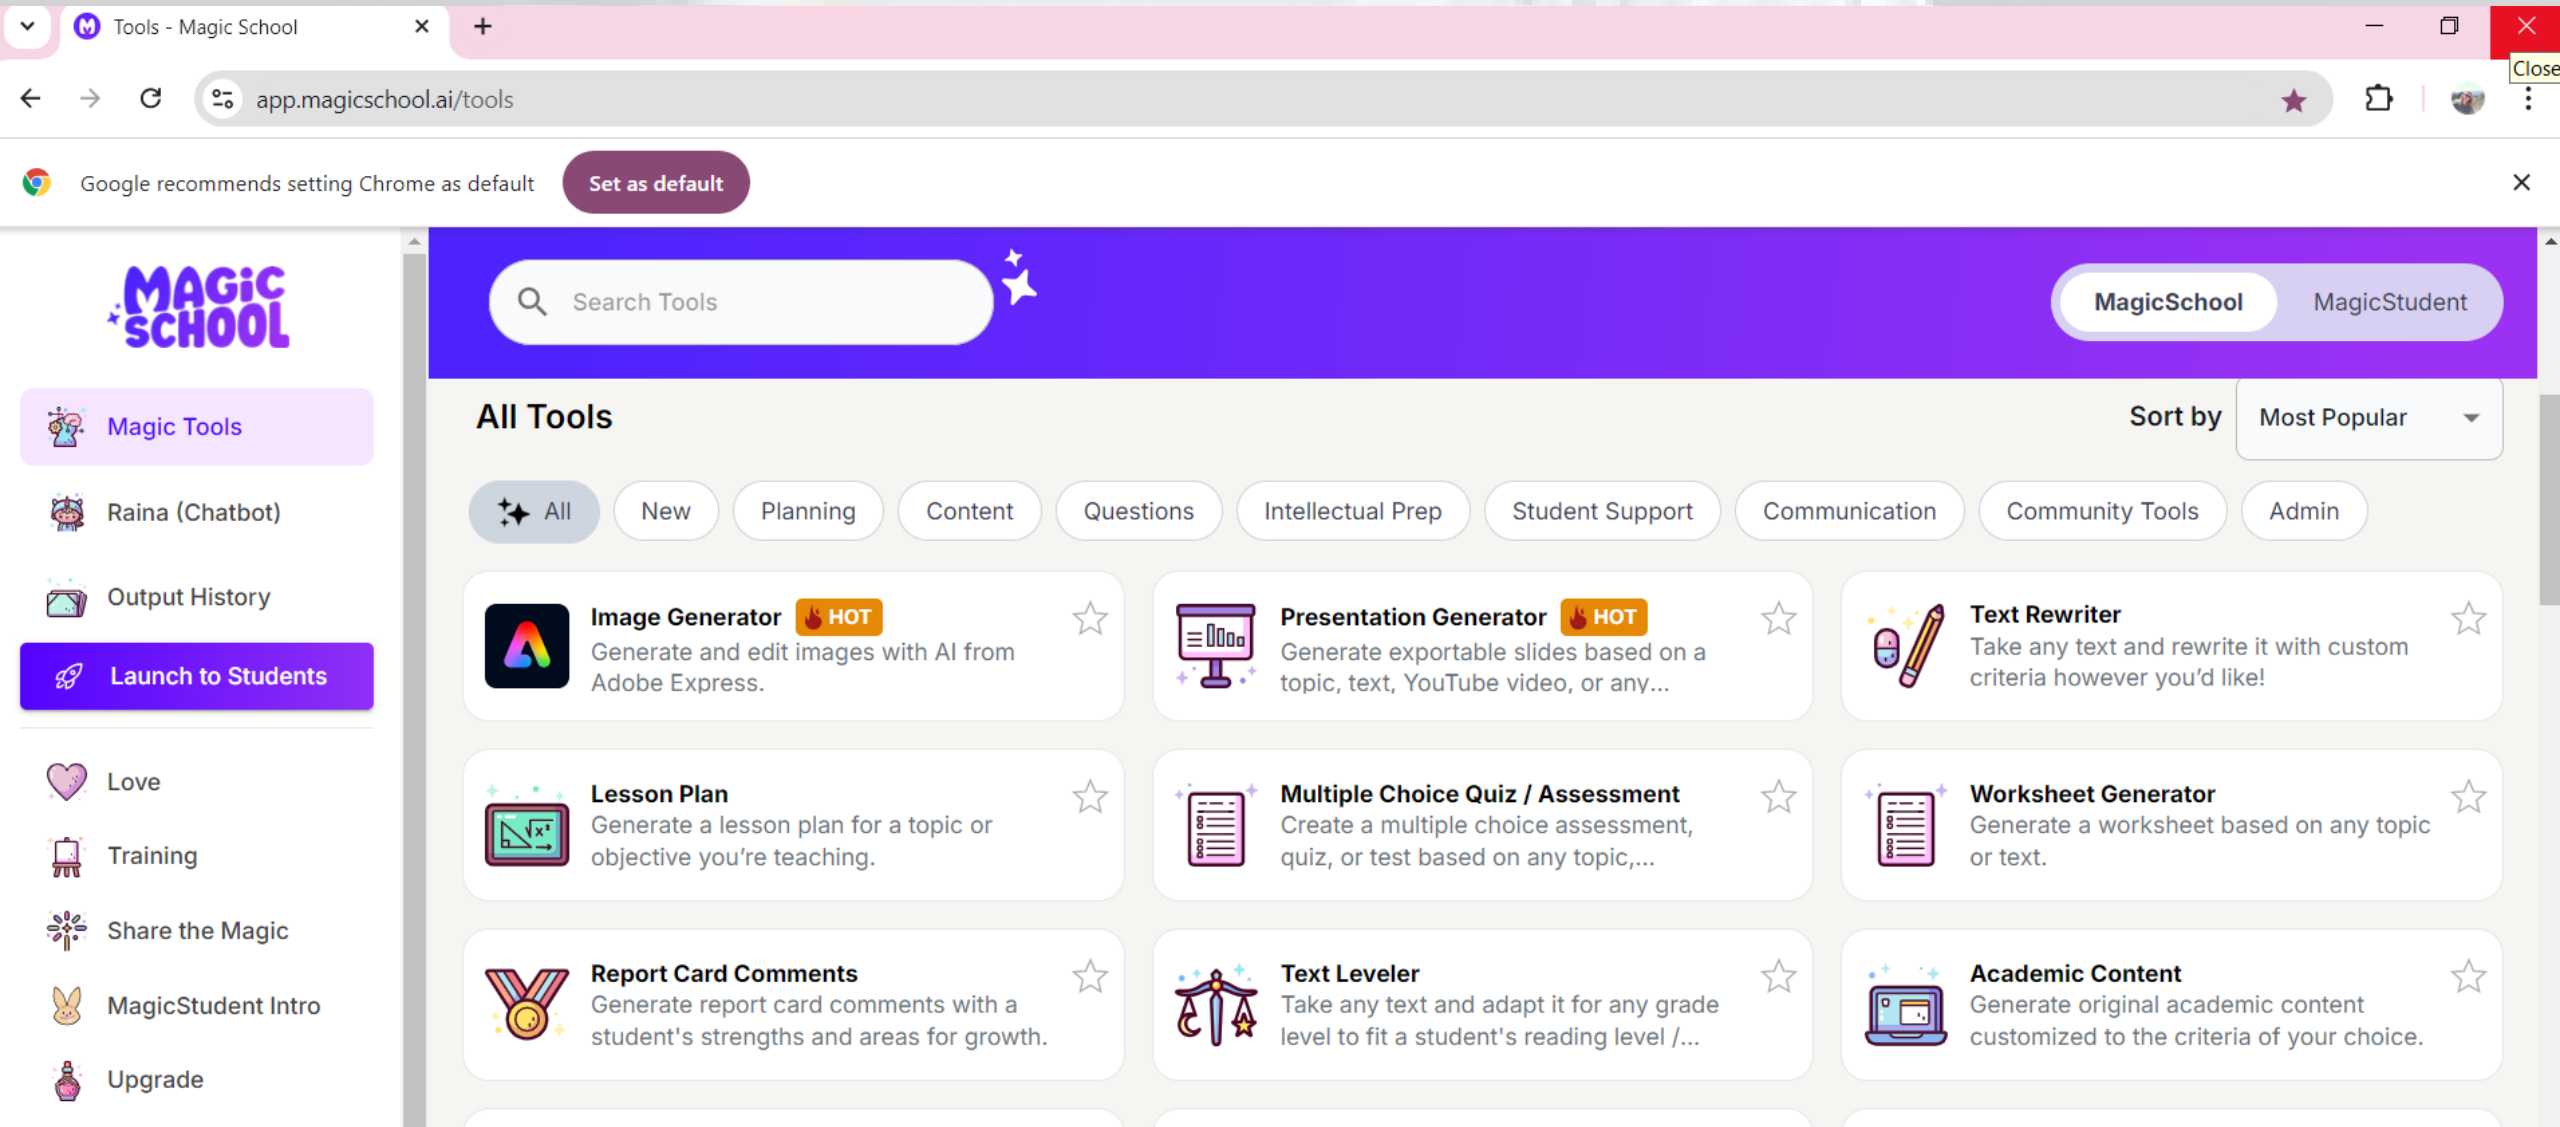 Tools - Magic School
Close
app.magicschool.ai/tools
Google recommends setting Chrome as default
Set as default
MAGiC
SCHOOL
Magic Tools
Raina (Chatbot)
Output History
Launch to Students
Love
Training
Share the Magic
MagicStudent Intro
Upgrade
Search Tools
MagicSchool
MagicStudent
All Tools
Sort by
Most Popular
All
New
Planning
Content
Questions
Intellectual Prep
Student Support
Communication
Community Tools
Admin
Image Generator HOT
Generate and edit images with AI from
Adobe Express.
Presentation Generator HOT
Generate exportable slides based on a
topic, text, YouTube video, or any...
Text Rewriter
Take any text and rewrite it with custom
criteria however you’d like!
Lesson Plan
Generate a lesson plan for a topic or
objective you’re teaching.
Multiple Choice Quiz / Assessment
Create a multiple choice assessment,
quiz, or test based on any topic,...
Worksheet Generator
Generate a worksheet based on any topic
or text.
Report Card Comments
Generate report card comments with a
student's strengths and areas for growth.
Text Leveler
Take any text and adapt it for any grade
level to fit a student's reading level /...
Academic Content
Generate original academic content
customized to the criteria of your choice.